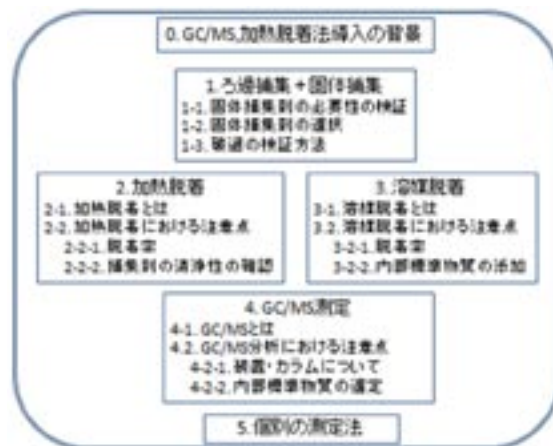 0. GC/MS,加熱脱着法導入の背景
1. ろ過捕集+固体捕集
1-1. 固体捕集剤の必要性の検証
1-2. 固体捕集剤の選択
1-3. 破過の検証方法
2. 加熱脱着
2-1. 加熱脱着とは
2-2. 加熱脱着における注意点
2-2-1. 脱着率
2-2-2. 捕集剤の清浄性の確認
3. 溶媒脱着
3-1. 溶媒脱着とは
3-2. 溶媒脱着における注意点
3-2-1. 脱着率
3-2-2. 内部標準物質の添加
4. GC/MS測定
4-1. GC/MSとは
4-2. GC/MS分析における注意点
4-2-1. 装置・カラムについて
4-2-2. 内部標準物質の選定
5. 個別の測定法